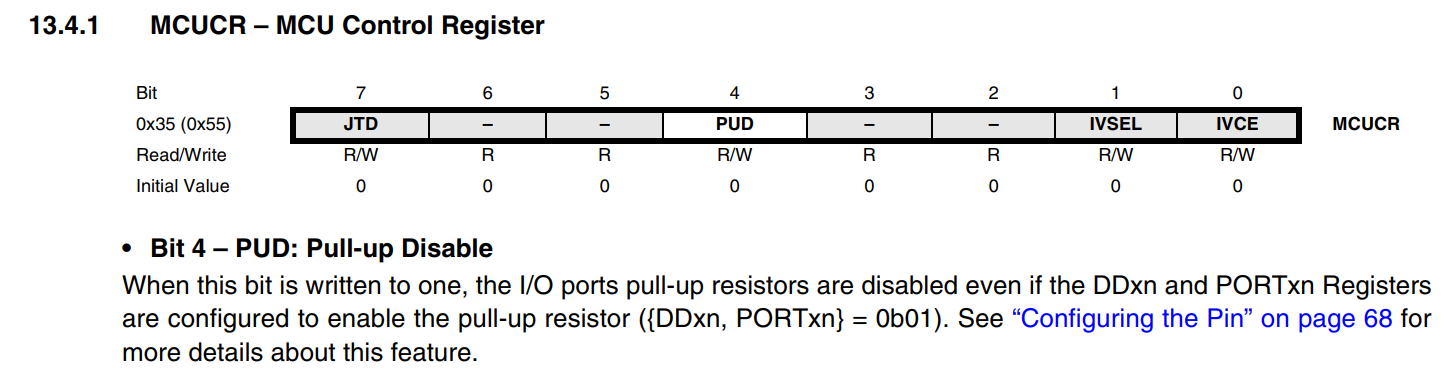 13.4.1 MCUCR – MCU Control Register
Bit 7 6 5 4 3 2 1 0
0x35 (0x55) JTD – – PUD – – IVSEL IVCE MCUCR
Read/Write R/W R R R/W R R R/W R/W
Initial Value 0 0 0 0 0 0 0 0
• Bit 4 – PUD: Pull-up Disable
When this bit is written to one, the I/O ports pull-up resistors are disabled even if the DDxn and PORTxn Registers
are configured to enable the pull-up resistor ({DDxn, PORTxn} = 0b01). See “Configuring the Pin” on page 68 for
more details about this feature.